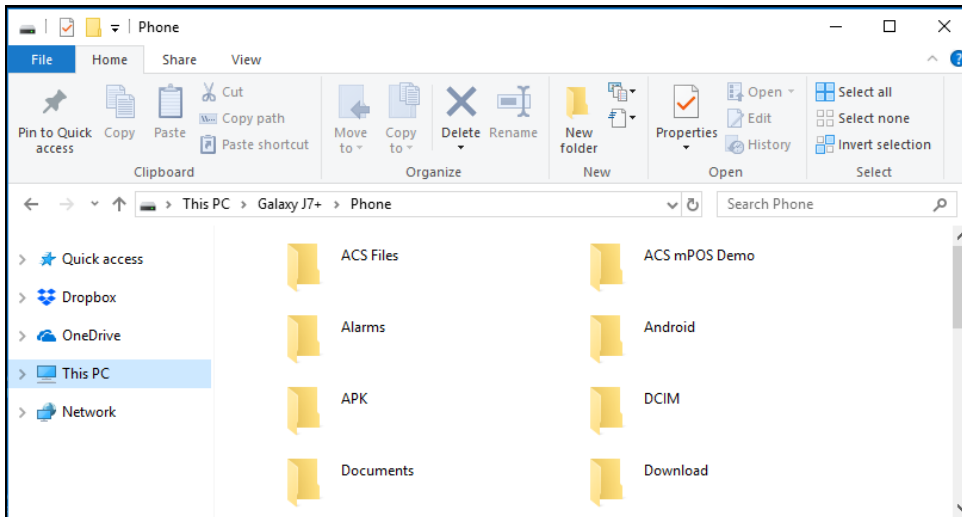 Phone
File Home Share View
Pin to Quick access
Copy
Paste
Cut
Copy path
Paste shortcut
Move to
Copy to
Delete
Rename
New folder
Properties
Open
Edit
History
Select all
Select none
Invert selection
Clipboard Organize New Open Select
This PC > Galaxy J7+ > Phone
Search Phone
Quick access
Dropbox
OneDrive
This PC
Network
ACS Files
ACS mPOS Demo
Alarms
Android
APK
DCIM
Documents
Download